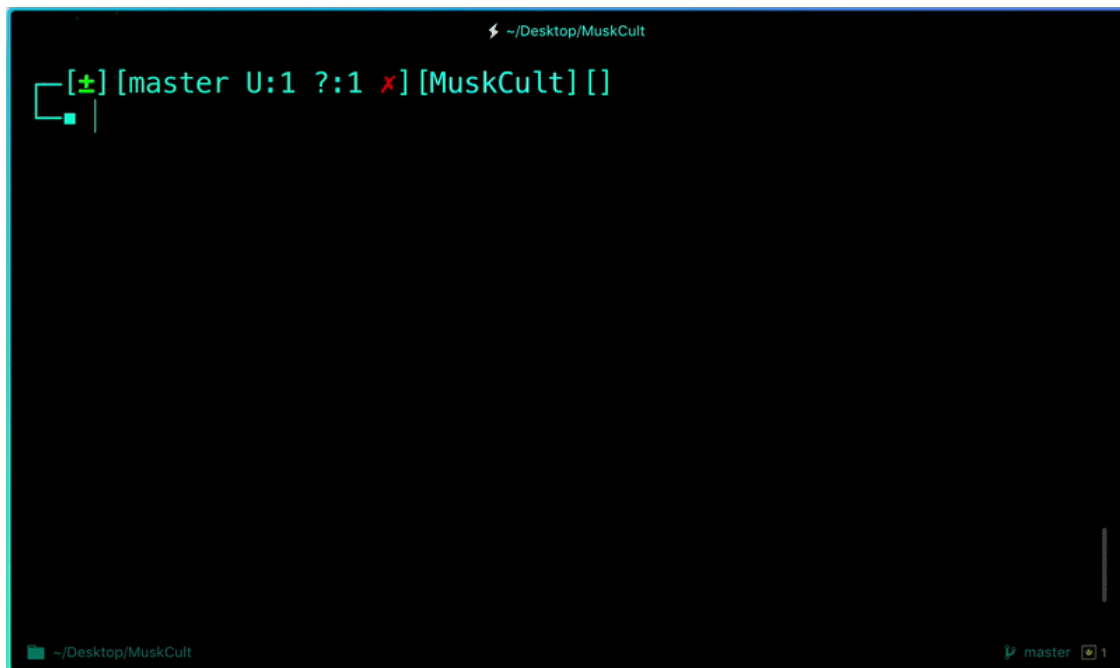 ~/Desktop/MuskCult
[±][master U:1 ?:1 ✗][MuskCult][]
~/Desktop/MuskCult master 1